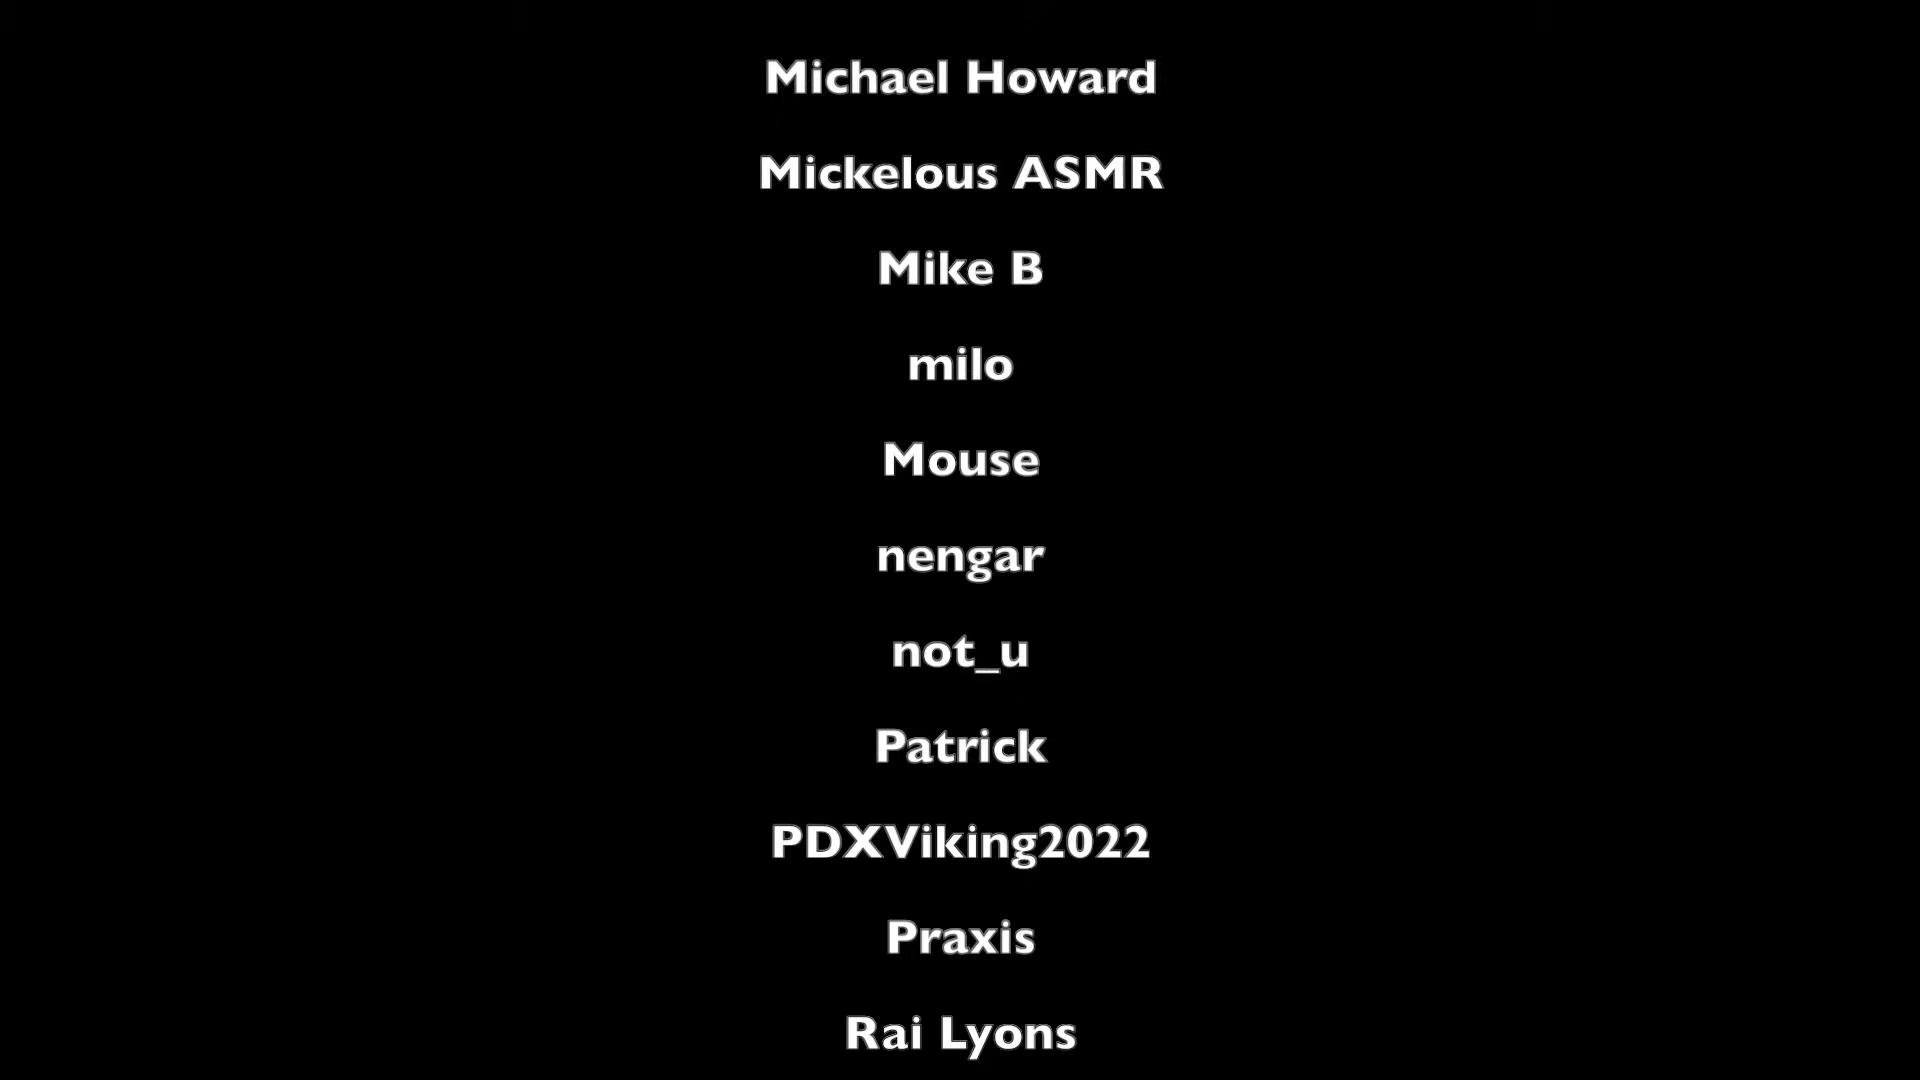 Michael Howard
Mickelous ASMR
Mike B
milo
Mouse
nengar
not_u
Patrick
PDXViking2022
Praxis
Rai Lyons